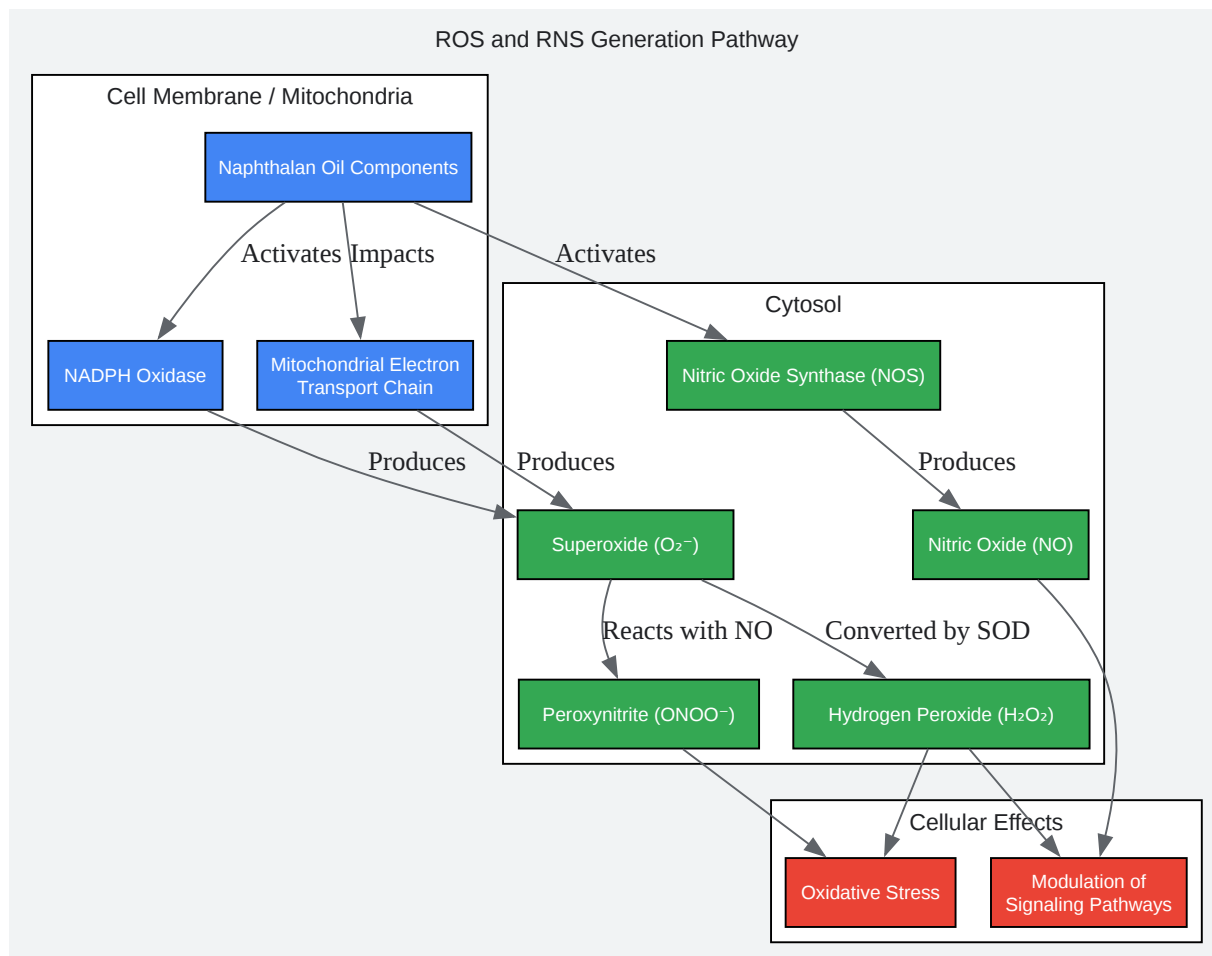 ROS and RNS Generation Pathway
Cell Membrane / Mitochondria
Naphthalan Oil Components
Activates
Impacts
Activates
Cytosol
NADPH Oxidase
Mitochondrial Electron
Transport Chain
Nitric Oxide Synthase (NOS)
Produces
Produces
Produces
Superoxide (O₂⁻)
Nitric Oxide (NO)
Reacts with NO
Converted by SOD
Peroxynitrite (ONOO⁻)
Hydrogen Peroxide (H₂O₂)
Cellular Effects
Oxidative Stress
Modulation of
Signaling Pathways